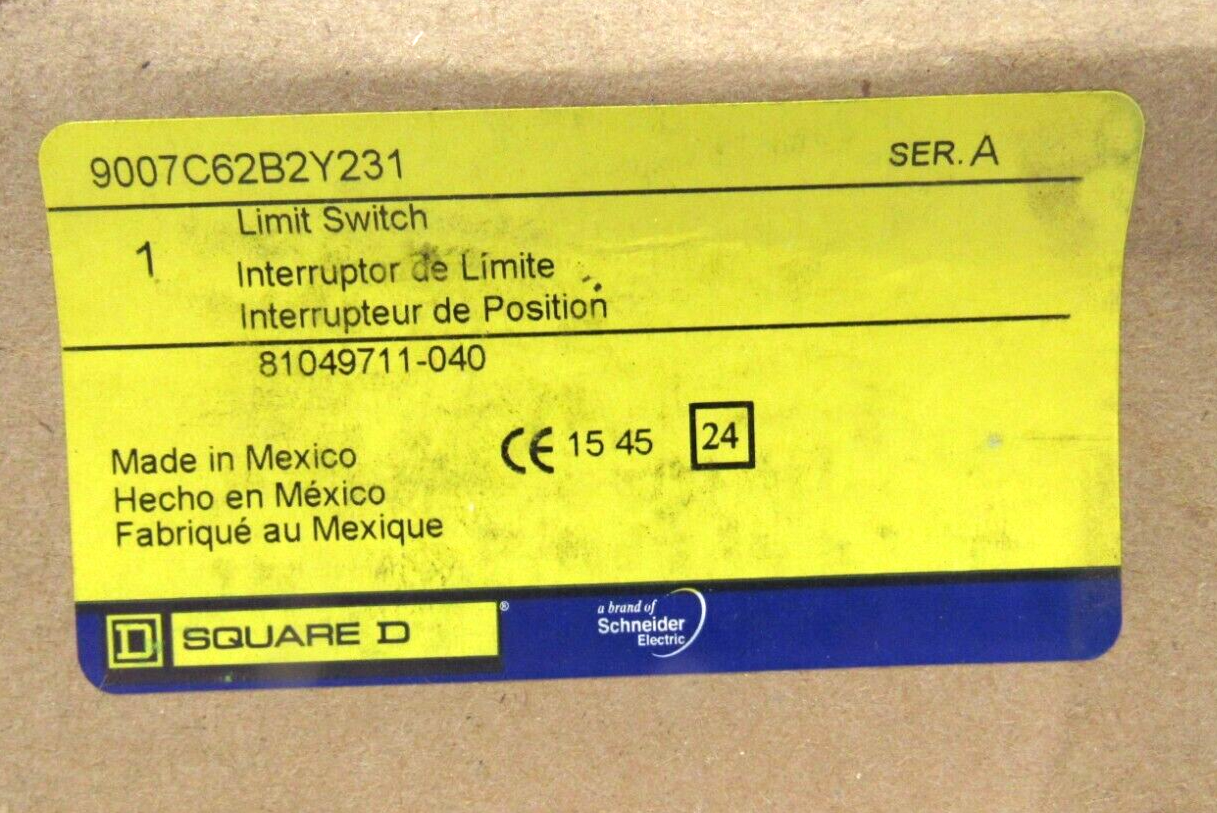 9007C62B2Y231 SER. A
Limit Switch
1
Interruptor de Límite
Interrupteur de Position
81049711-040
CE 15 45 24
Made in Mexico
Hecho en México
Fabriqué au Mexique
D SQUARE D ®
a brand of
Schneider
Electric